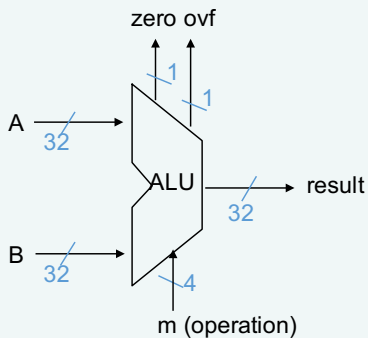 zero ovf
1
1
A
32
ALU
result
32
B
32
4
m (operation)